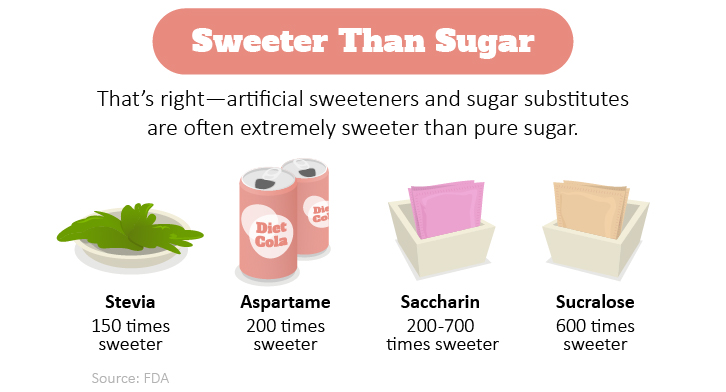 Sweeter Than Sugar
That's right—artificial sweeteners and sugar substitutes
are often extremely sweeter than pure sugar.
Diet
Cola
Stevia
150 times
sweeter
Aspartame
200 times
sweeter
Saccharin
200-700
times sweeter
Sucralose
600 times
sweeter
Source: FDA